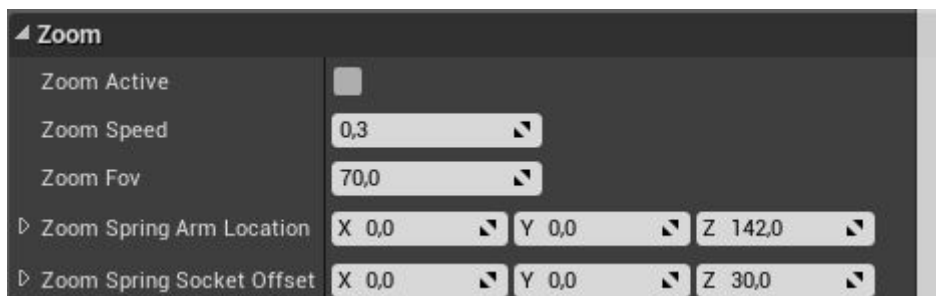 Zoom
Zoom Active
Zoom Speed 0,3
Zoom Fov 70,0
Zoom Spring Arm Location X 0,0 Y 0,0 Z 142,0
Zoom Spring Socket Offset X 0,0 Y 0,0 Z 30,0